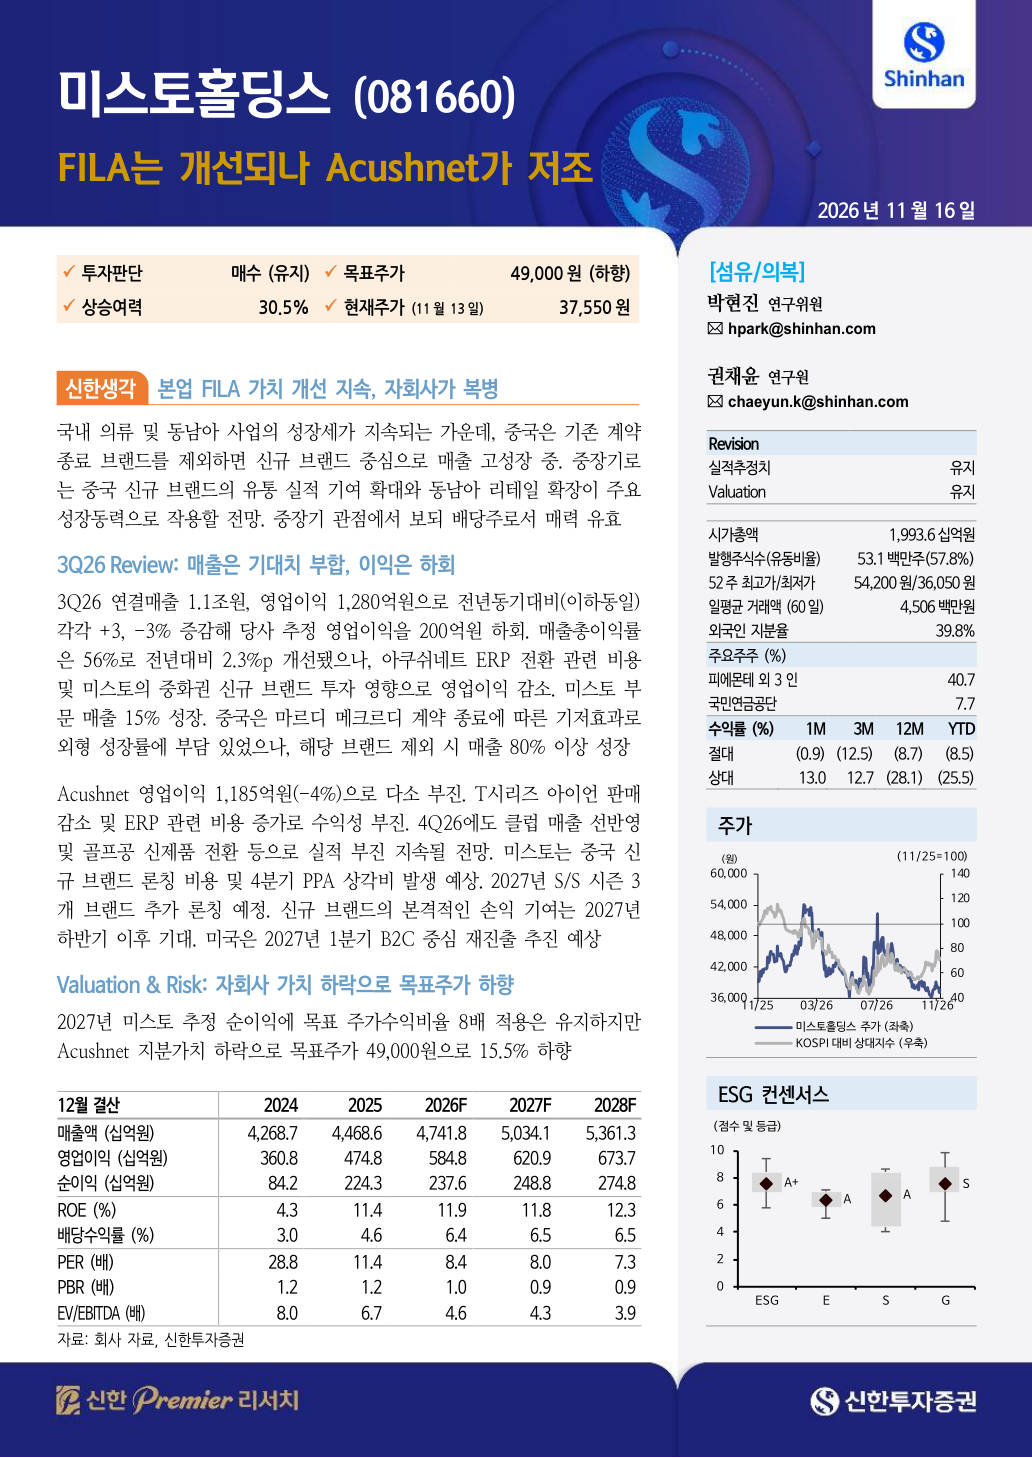 미스토홀딩스 (081660)
FILA는 개선되나 Acushnet가 저조
Shinhan
2026년 11월 16일
✓ 투자판단 매수 (유지) ✓ 목표주가 49,000원 (하향)
✓ 상승여력 30.5% ✓ 현재주가 (11월 13일) 37,550원
신한생각 본업 FILA 가치 개선 지속, 자회사가 복병
국내 의류 및 동남아 사업의 성장세가 지속되는 가운데, 중국은 기존 계약
종료 브랜드를 제외하면 신규 브랜드 중심으로 매출 고성장 중. 중장기로
는 중국 신규 브랜드의 유통 실적 기여 확대와 동남아 리테일 확장이 주요
성장동력으로 작용할 전망. 중장기 관점에서 보되 배당주로서 매력 유효
3Q26 Review: 매출은 기대치 부합, 이익은 하회
3Q26 연결매출 1.1조원, 영업이익 1,280억원으로 전년동기대비(이하동일)
각각 +3, -3% 증감해 당사 추정 영업이익을 200억원 하회. 매출총이익률
은 56%로 전년대비 2.3%p 개선됐으나, 아쿠쉬네트 ERP 전환 관련 비용
및 미스토의 중화권 신규 브랜드 투자 영향으로 영업이익 감소. 미스토 부
문 매출 15% 성장. 중국은 마르디 메크르디 계약 종료에 따른 기저효과로
외형 성장률에 부담 있었으나, 해당 브랜드 제외 시 매출 80% 이상 성장
Acushnet 영업이익 1,185억원(-4%)으로 다소 부진. T시리즈 아이언 판매
감소 및 ERP 관련 비용 증가로 수익성 부진. 4Q26에도 클럽 매출 선반영
및 골프공 신제품 전환 등으로 실적 부진 지속될 전망. 미스토는 중국 신
규 브랜드 론칭 비용 및 4분기 PPA 상각비 발생 예상. 2027년 S/S 시즌 3
개 브랜드 추가 론칭 예정. 신규 브랜드의 본격적인 손익 기여는 2027년
하반기 이후 기대. 미국은 2027년 1분기 B2C 중심 재진출 추진 예상
Valuation & Risk: 자회사 가치 하락으로 목표주가 하향
2027년 미스토 추정 순이익에 목표 주가수익비율 8배 적용은 유지하지만
Acushnet 지분가치 하락으로 목표주가 49,000원으로 15.5% 하향
12월 결산 2024 2025 2026F 2027F 2028F
매출액 (십억원) 4,268.7 4,468.6 4,741.8 5,034.1 5,361.3
영업이익 (십억원) 360.8 474.8 584.8 620.9 673.7
순이익 (십억원) 84.2 224.3 237.6 248.8 274.8
ROE (%) 4.3 11.4 11.9 11.8 12.3
배당수익률 (%) 3.0 4.6 6.4 6.5 6.5
PER (배) 28.8 11.4 8.4 8.0 7.3
PBR (배) 1.2 1.2 1.0 0.9 0.9
EV/EBITDA (배) 8.0 6.7 4.6 4.3 3.9
자료: 회사 자료, 신한투자증권
[섬유/의복]
박현진 연구위원
✉ hpark@shinhan.com
권채윤 연구원
✉ chaeyun.k@shinhan.com
Revision
실적추정치 유지
Valuation 유지
시가총액 1,993.6 십억원
발행주식수(유동비율) 53.1 백만주(57.8%)
52주 최고가/최저가 54,200 원/36,050 원
일평균 거래액 (60일) 4,506 백만원
외국인 지분율 39.8%
주요주주 (%)
피에몬테 외 3인 40.7
국민연금공단 7.7
수익률 (%) 1M 3M 12M YTD
절대 (0.9) (12.5) (8.7) (8.5)
상대 13.0 12.7 (28.1) (25.5)
주가
(원) (11/25=100)
60,000 140
54,000 120
100
48,000 80
42,000 60
36,000 40
11/25 03/26 07/26 11/26
미스토홀딩스 주가 (좌축)
KOSPI 대비 상대지수 (우축)
ESG 컨센서스
(점수 및 등급)
10
8
6
4
2
0
A+ A A S
ESG E S G
신한 Premier 리서치
신한투자증권